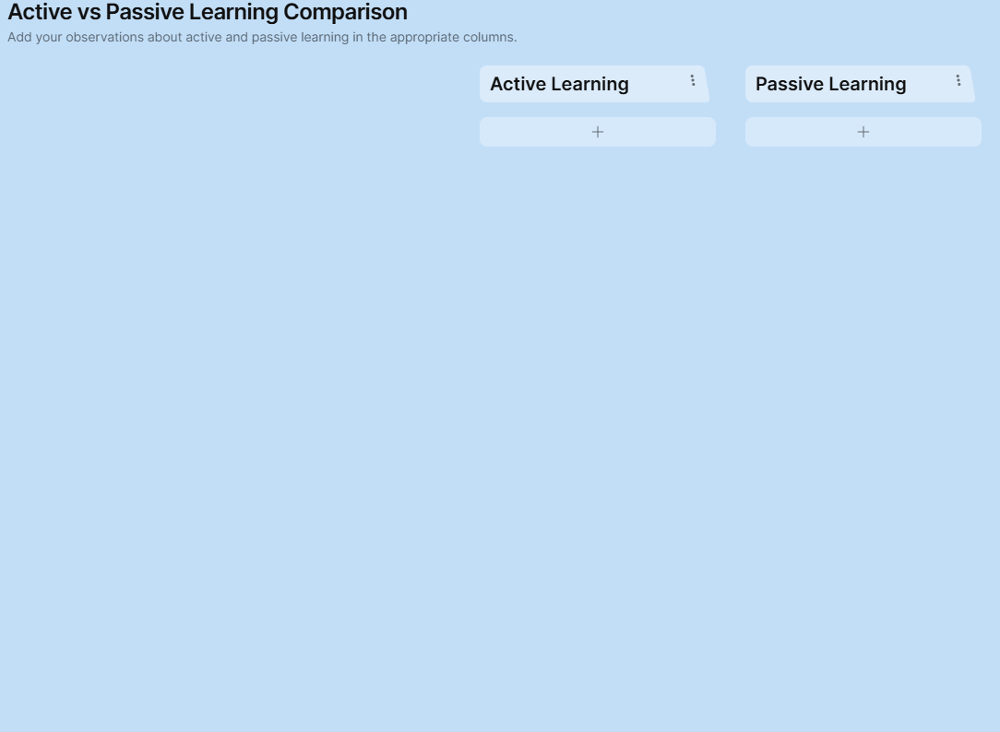 Active vs Passive Learning Comparison
Add your observations about active and passive learning in the appropriate columns.
Active Learning
Passive Learning